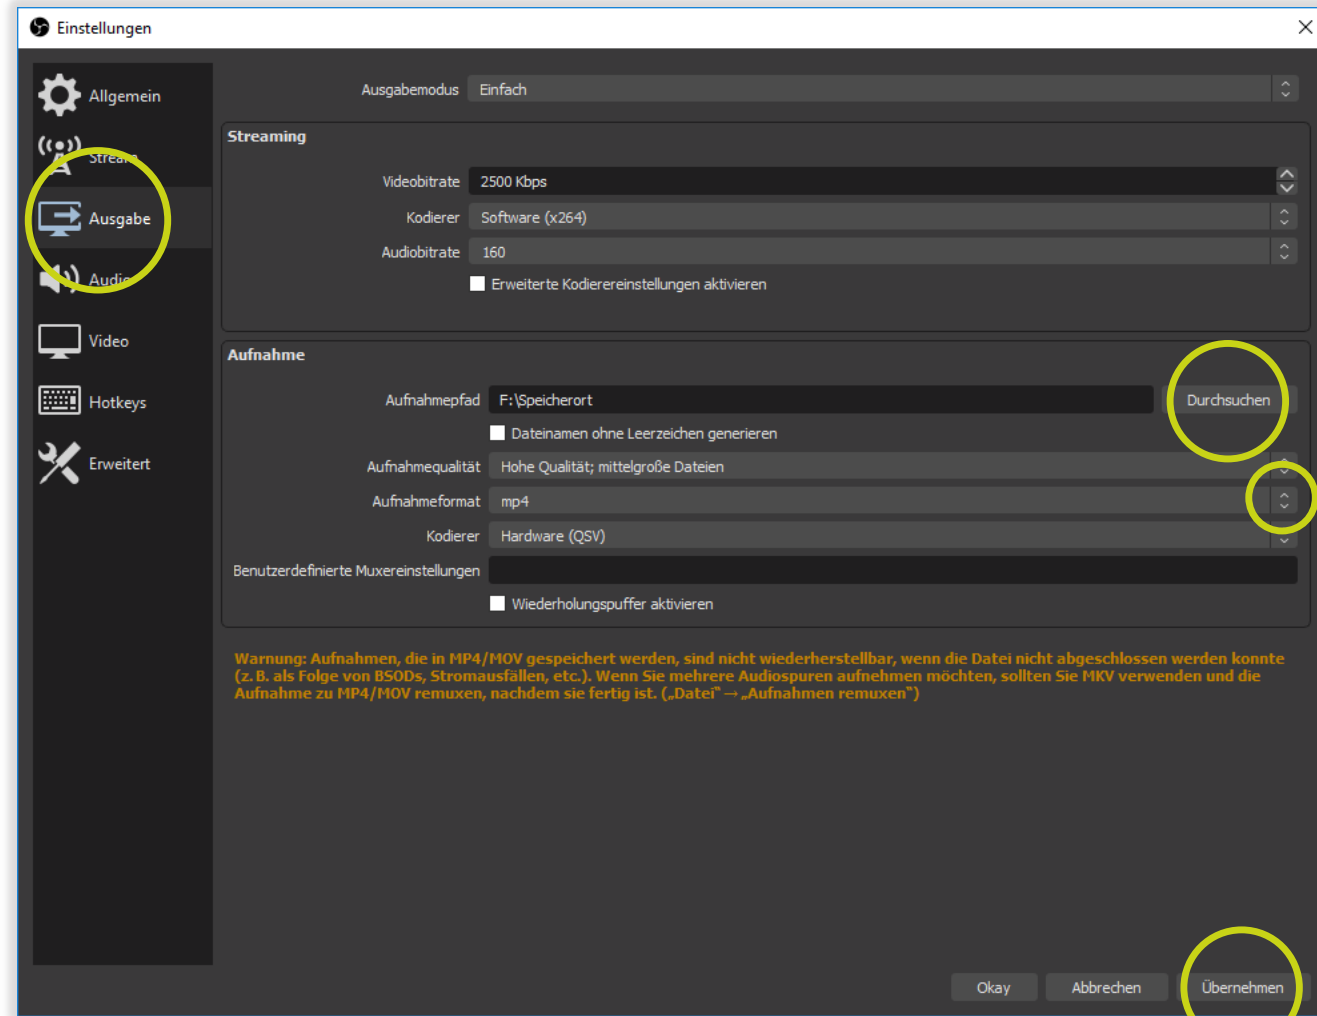 Einstellungen
Allgemein
Stream
Ausgabe
Audio
Video
Hotkeys
Erweitert
Ausgabemodus Einfach
Streaming
Videobitrate 2500 Kbps
Kodierer Software (x264)
Audiobitrate 160
Erweiterte Kodierereinstellungen aktivieren
Aufnahme
Aufnahmepfad F:\Speicherort Durchsuchen
Dateinamen ohne Leerzeichen generieren
Aufnahmequalität Hohe Qualität; mittelgroße Dateien
Aufnahmeformat mp4
Kodierer Hardware (QSV)
Benutzerdefinierte Muxereinstellungen
Wiederholungspuffer aktivieren
Warnung: Aufnahmen, die in MP4/MOV gespeichert werden, sind nicht wiederherstellbar, wenn die Datei nicht abgeschlossen werden konnte
(z. B. als Folge von BSODs, Stromausfällen, etc.). Wenn Sie mehrere Audiospuren aufnehmen möchten, sollten Sie MKV verwenden und die
Aufnahme zu MP4/MOV remuxen, nachdem sie fertig ist. („Datei“ → „Aufnahmen remuxen“)
Okay Abbrechen Übernehmen